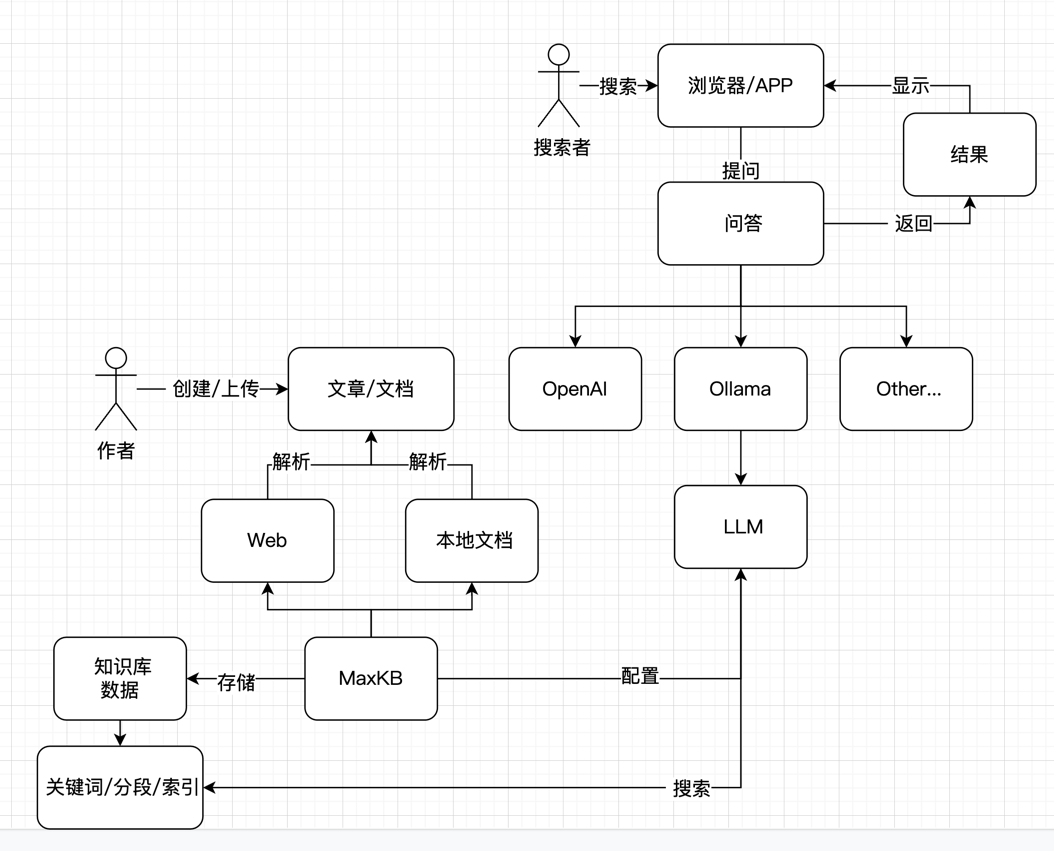 搜索
浏览器/APP
显示
搜索者
结果
提问
问答
返回
创建/上传
文章/文档
OpenAI
Ollama
Other...
作者
解析
解析
Web
本地文档
LLM
知识库
数据
存储
MaxKB
配置
关键词/分段/索引
搜索